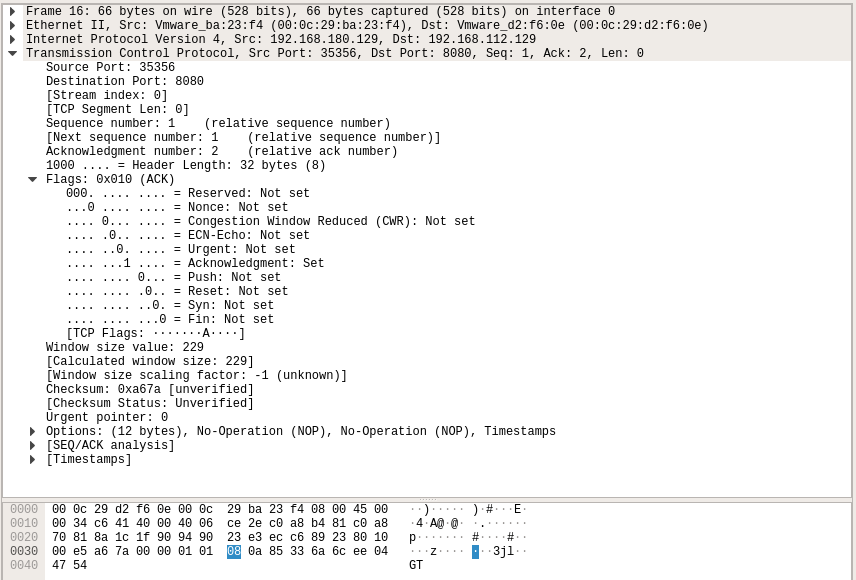 Frame 16: 66 bytes on wire (528 bits), 66 bytes captured (528 bits) on interface 0
Ethernet II, Src: Vmware_ba:23:f4 (00:0c:29:ba:23:f4), Dst: Vmware_d2:f6:0e (00:0c:29:d2:f6:0e)
Internet Protocol Version 4, Src: 192.168.180.129, Dst: 192.168.112.129
Transmission Control Protocol, Src Port: 35356, Dst Port: 8080, Seq: 1, Ack: 2, Len: 0
Source Port: 35356
Destination Port: 8080
[Stream index: 0]
[TCP Segment Len: 0]
Sequence number: 1    (relative sequence number)
[Next sequence number: 1    (relative sequence number)]
Acknowledgment number: 2    (relative ack number)
1000 .... = Header Length: 32 bytes (8)
Flags: 0x010 (ACK)
000. .... .... = Reserved: Not set
...0 .... .... = Nonce: Not set
.... 0... .... = Congestion Window Reduced (CWR): Not set
.... .0.. .... = ECN-Echo: Not set
.... ..0. .... = Urgent: Not set
.... ...1 .... = Acknowledgment: Set
.... .... 0... = Push: Not set
.... .... .0.. = Reset: Not set
.... .... ..0. = Syn: Not set
.... .... ...0 = Fin: Not set
[TCP Flags: ·······A····]
Window size value: 229
[Calculated window size: 229]
[Window size scaling factor: -1 (unknown)]
Checksum: 0xa67a [unverified]
[Checksum Status: Unverified]
Urgent pointer: 0
Options: (12 bytes), No-Operation (NOP), No-Operation (NOP), Timestamps
[SEQ/ACK analysis]
[Timestamps]
0000 00 0c 29 d2 f6 0e 00 0c 29 ba 23 f4 08 00 45 00 ··)····· )·#···E·
0010 00 34 c6 41 40 00 40 06 ce 2e c0 a8 b4 81 c0 a8 ·4·A@·@· ·.······
0020 70 81 8a 1c 1f 90 94 90 23 e3 ec c6 89 23 80 10 p······· #····#··
0030 00 e5 a6 7a 00 00 01 01 08 0a 85 33 6a 6c ee 04 ···z···· ···3jl··
0040 47 54 GT